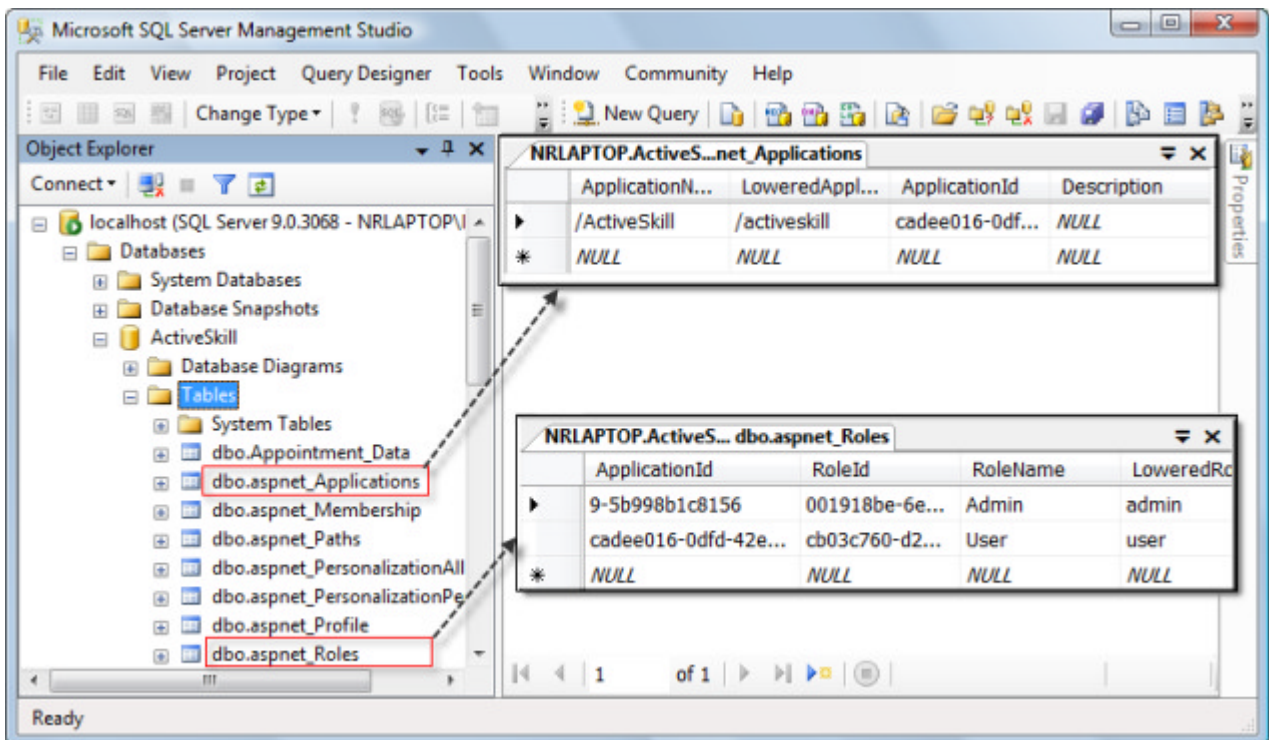 Microsoft SQL Server Management Studio
File Edit View Project Query Designer Tools Window Community Help
Change Type New Query
Object Explorer
Connect
localhost (SQL Server 9.0.3068 - NRLAPTOP\
Databases
System Databases
Database Snapshots
ActiveSkill
Database Diagrams
Tables
System Tables
dbo.Appointment_Data
dbo.aspnet_Applications
dbo.aspnet_Membership
dbo.aspnet_Paths
dbo.aspnet_PersonalizationAll
dbo.aspnet_PersonalizationPe
dbo.aspnet_Profile
dbo.aspnet_Roles
NRLAPTOP.ActiveS...net_Applications
ApplicationN... LoweredAppl... ApplicationId Description
/ActiveSkill /activeskill cadee016-0df... NULL
NULL NULL NULL NULL
NRLAPTOP.ActiveS... dbo.aspnet_Roles
ApplicationId RoleId RoleName LoweredRo
9-5b998b1c8156 001918be-6e... Admin admin
cadee016-0dfd-42e... cb03c760-d2... User user
NULL NULL NULL NULL
1 of 1
Properties
Ready